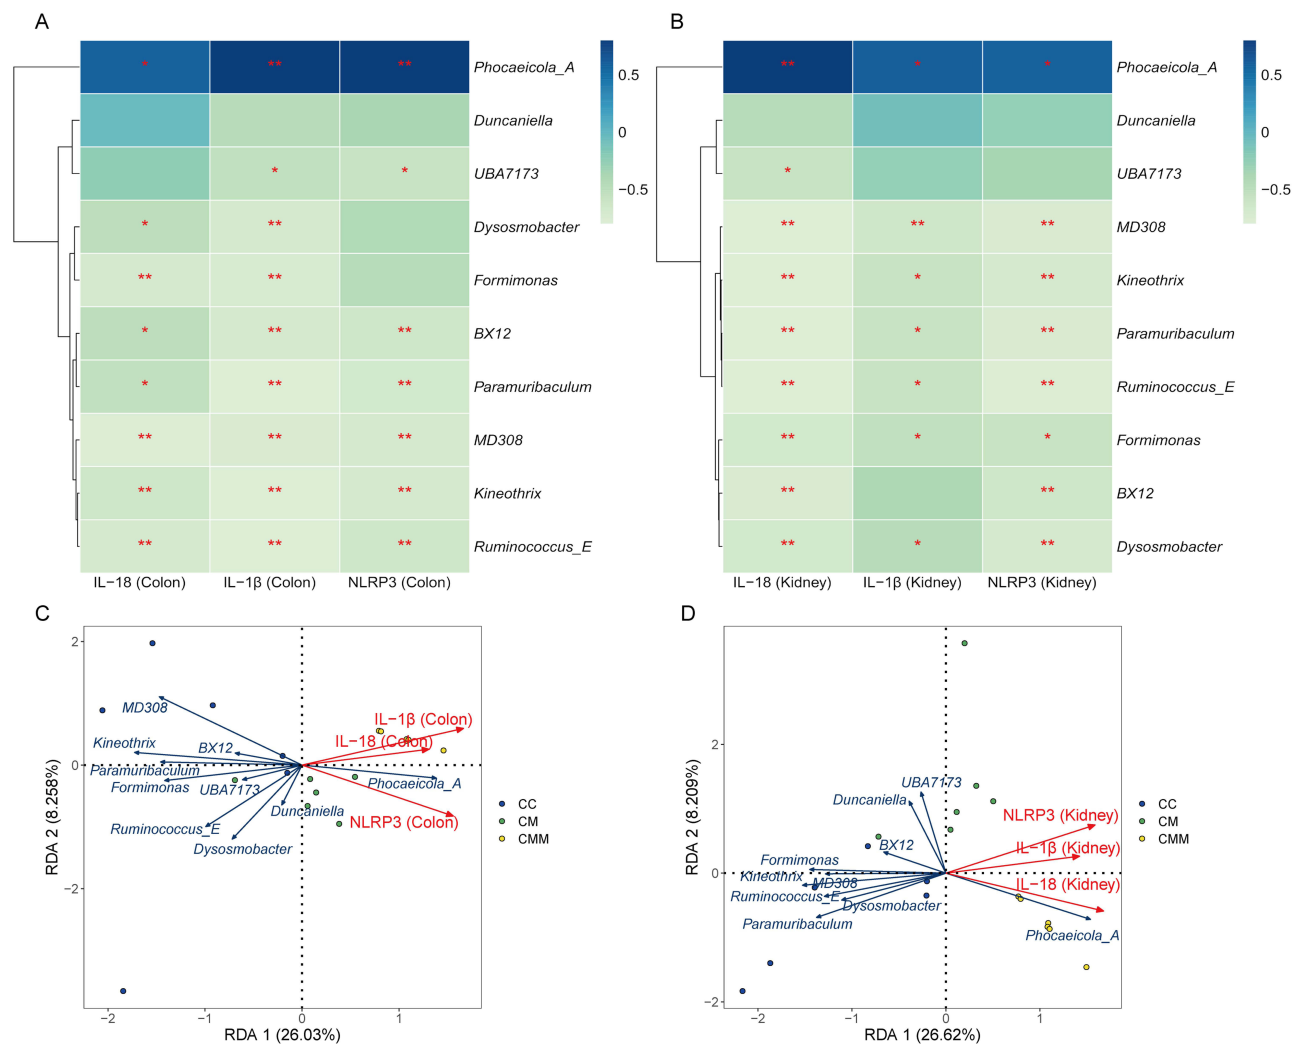 A
* ** **
Phocaeicola_A
Duncaniella
* *
UBA7173
* **
Dysosmobacter
** **
Formimonas
* ** **
BX12
* ** **
Paramuribaculum
** ** **
MD308
** ** **
Kineothrix
** ** **
Ruminococcus_E
IL−18 (Colon) IL−1β (Colon) NLRP3 (Colon)
0.5
0
−0.5
B
** * *
Phocaeicola_A
Duncaniella
*
UBA7173
** ** **
MD308
** * **
Kineothrix
** * **
Paramuribaculum
** * **
Ruminococcus_E
** * *
Formimonas
** **
BX12
** * **
Dysosmobacter
IL−18 (Kidney) IL−1β (Kidney) NLRP3 (Kidney)
0.5
0
−0.5
C
RDA 2 (8.258%)
2
0
−2
MD308
Kineothrix
BX12
Paramuribaculum
Formimonas
UBA7173
Duncaniella
Ruminococcus_E
Dysosmobacter
IL−1β (Colon)
IL−18 (Colon)
Phocaeicola_A
NLRP3 (Colon)
−2 −1 0 1
RDA 1 (26.03%)
CC
CM
CMM
D
RDA 2 (8.209%)
2
0
−2
UBA7173
Duncaniella
BX12
Formimonas
Kineothrix
MD308
Ruminococcus_E
Dysosmobacter
Paramuribaculum
NLRP3 (Kidney)
IL−1β (Kidney)
IL−18 (Kidney)
Phocaeicola_A
−2 −1 0 1
RDA 1 (26.62%)
CC
CM
CMM